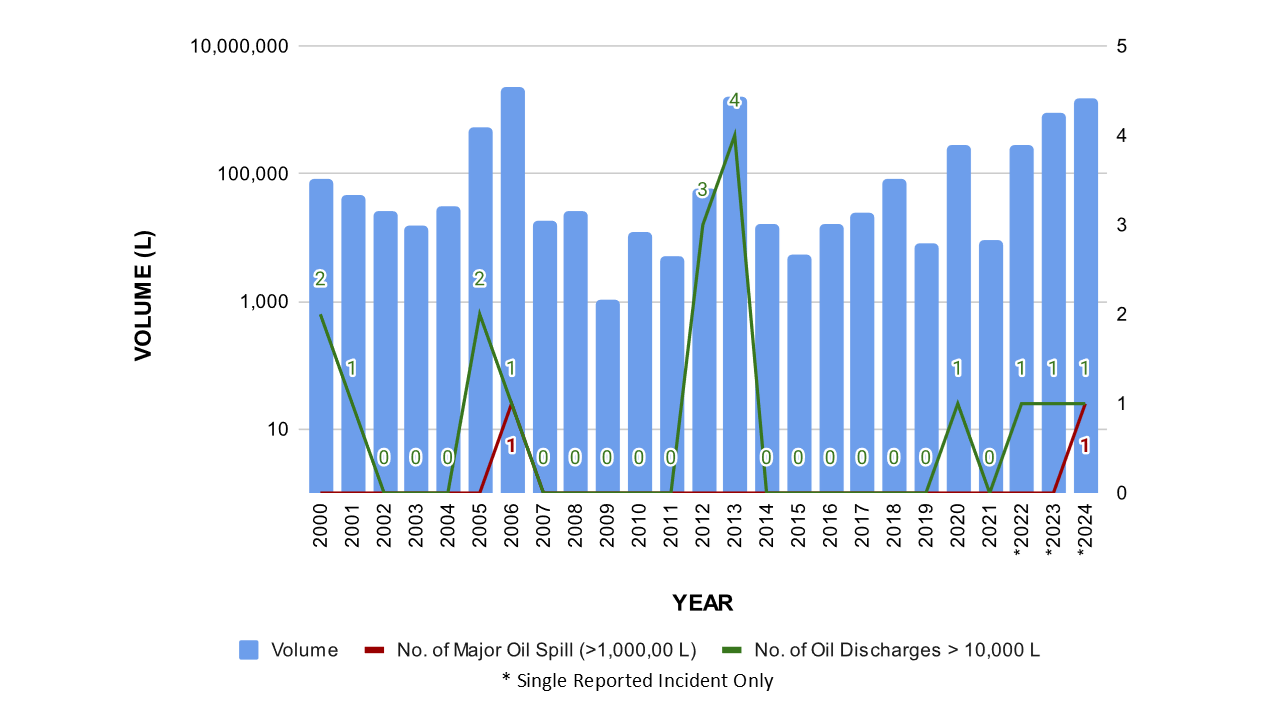 10,000,000
100,000
1,000
10
VOLUME (L)
5
4
3
2
1
0
2 1 0 0 0 2 1 0 0 0 0 0 3 4 0 0 0 0 0 0 1 0 1 1 1
1 1
2000 2001 2002 2003 2004 2005 2006 2007 2008 2009 2010 2011 2012 2013 2014 2015 2016 2017 2018 2019 2020 2021 *2022 *2023 *2024
YEAR
Volume No. of Major Oil Spill (>1,000,00 L) No. of Oil Discharges > 10,000 L
* Single Reported Incident Only